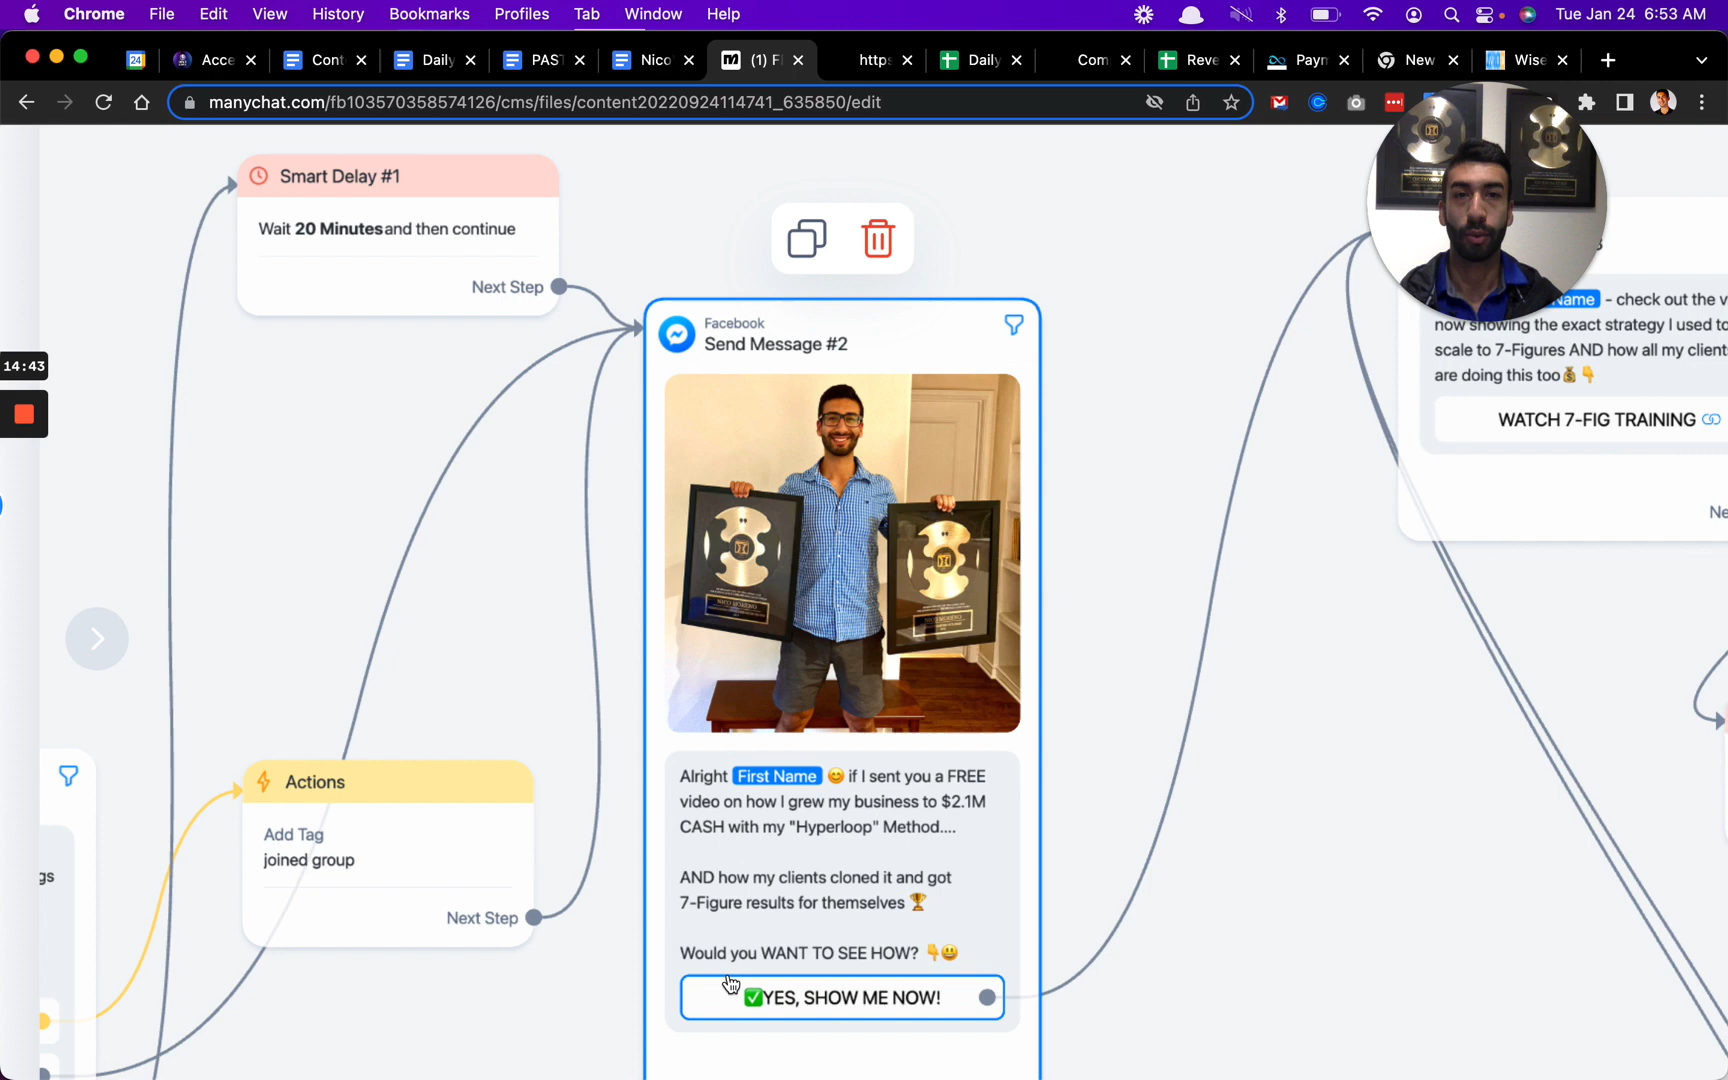 Chrome File Edit View History Bookmarks Profiles Tab Window Help Tue Jan 24 6:53 AM
24 Acce Cont Daily PAST Nico (1) F https Daily Com Reve Payn New Wise
manychat.com/fb103570358574126/cms/files/content20220924114741_635850/edit
Smart Delay #1
Wait 20 Minutes and then continue
Next Step
14:43
Facebook
Send Message #2
NICO MORENO
NICO MORENO
Alright First Name 😊 if I sent you a FREE
video on how I grew my business to $2.1M
CASH with my "Hyperloop" Method....
AND how my clients cloned it and got
7-Figure results for themselves 🏆
Would you WANT TO SEE HOW? 👇😃
✅YES, SHOW ME NOW!
Actions
Add Tag
joined group
Next Step
gs
Name - check out the v
now showing the exact strategy I used to
scale to 7-Figures AND how all my clients
are doing this too💰👇
WATCH 7-FIG TRAINING
Ne